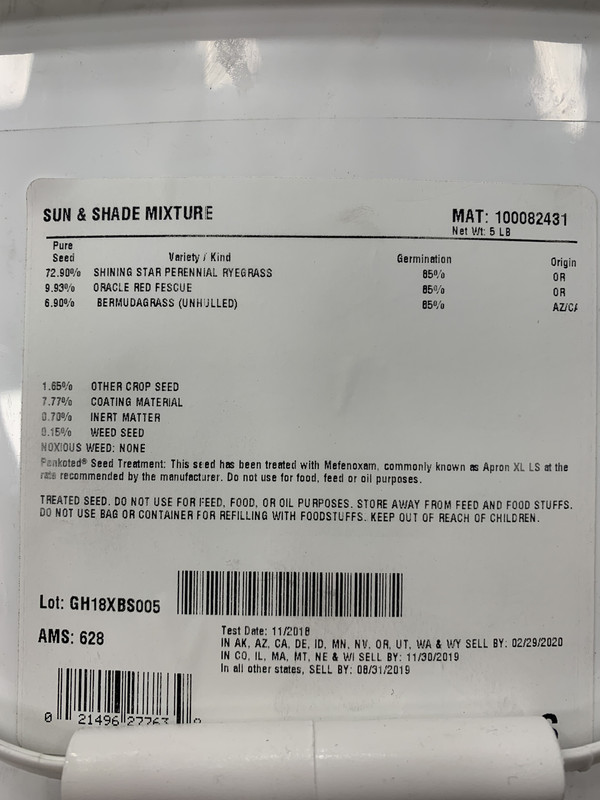 SUN & SHADE MIXTURE
MAT: 100082431
Net Wt: 5 LB
Pure Seed Variety / Kind Germination Origin
72.90% SHINING STAR PERENNIAL RYEGRASS 85% OR
9.93% ORACLE RED FESCUE 85% OR
6.90% BERMUDAGRASS (UNHULLED) 85% AZ/CA
1.65% OTHER CROP SEED
7.77% COATING MATERIAL
0.70% INERT MATTER
0.15% WEED SEED
NOXIOUS WEED: NONE
Penkoted® Seed Treatment: This seed has been treated with Mefenoxam, commonly known as Apron XL LS at the
rate recommended by the manufacturer. Do not use for food, feed or oil purposes.
TREATED SEED. DO NOT USE FOR FEED, FOOD, OR OIL PURPOSES. STORE AWAY FROM FEED AND FOOD STUFFS.
DO NOT USE BAG OR CONTAINER FOR REFILLING WITH FOODSTUFFS. KEEP OUT OF REACH OF CHILDREN.
Lot: GH18XBS005
AMS: 628
Test Date: 11/2018
IN AK, AZ, CA, DE, ID, MN, NV, OR, UT, WA & WY SELL BY: 02/29/2020
IN CO, IL, MA, MT, NE & WI SELL BY: 11/30/2019
In all other states, SELL BY: 08/31/2019
0 21496 27763